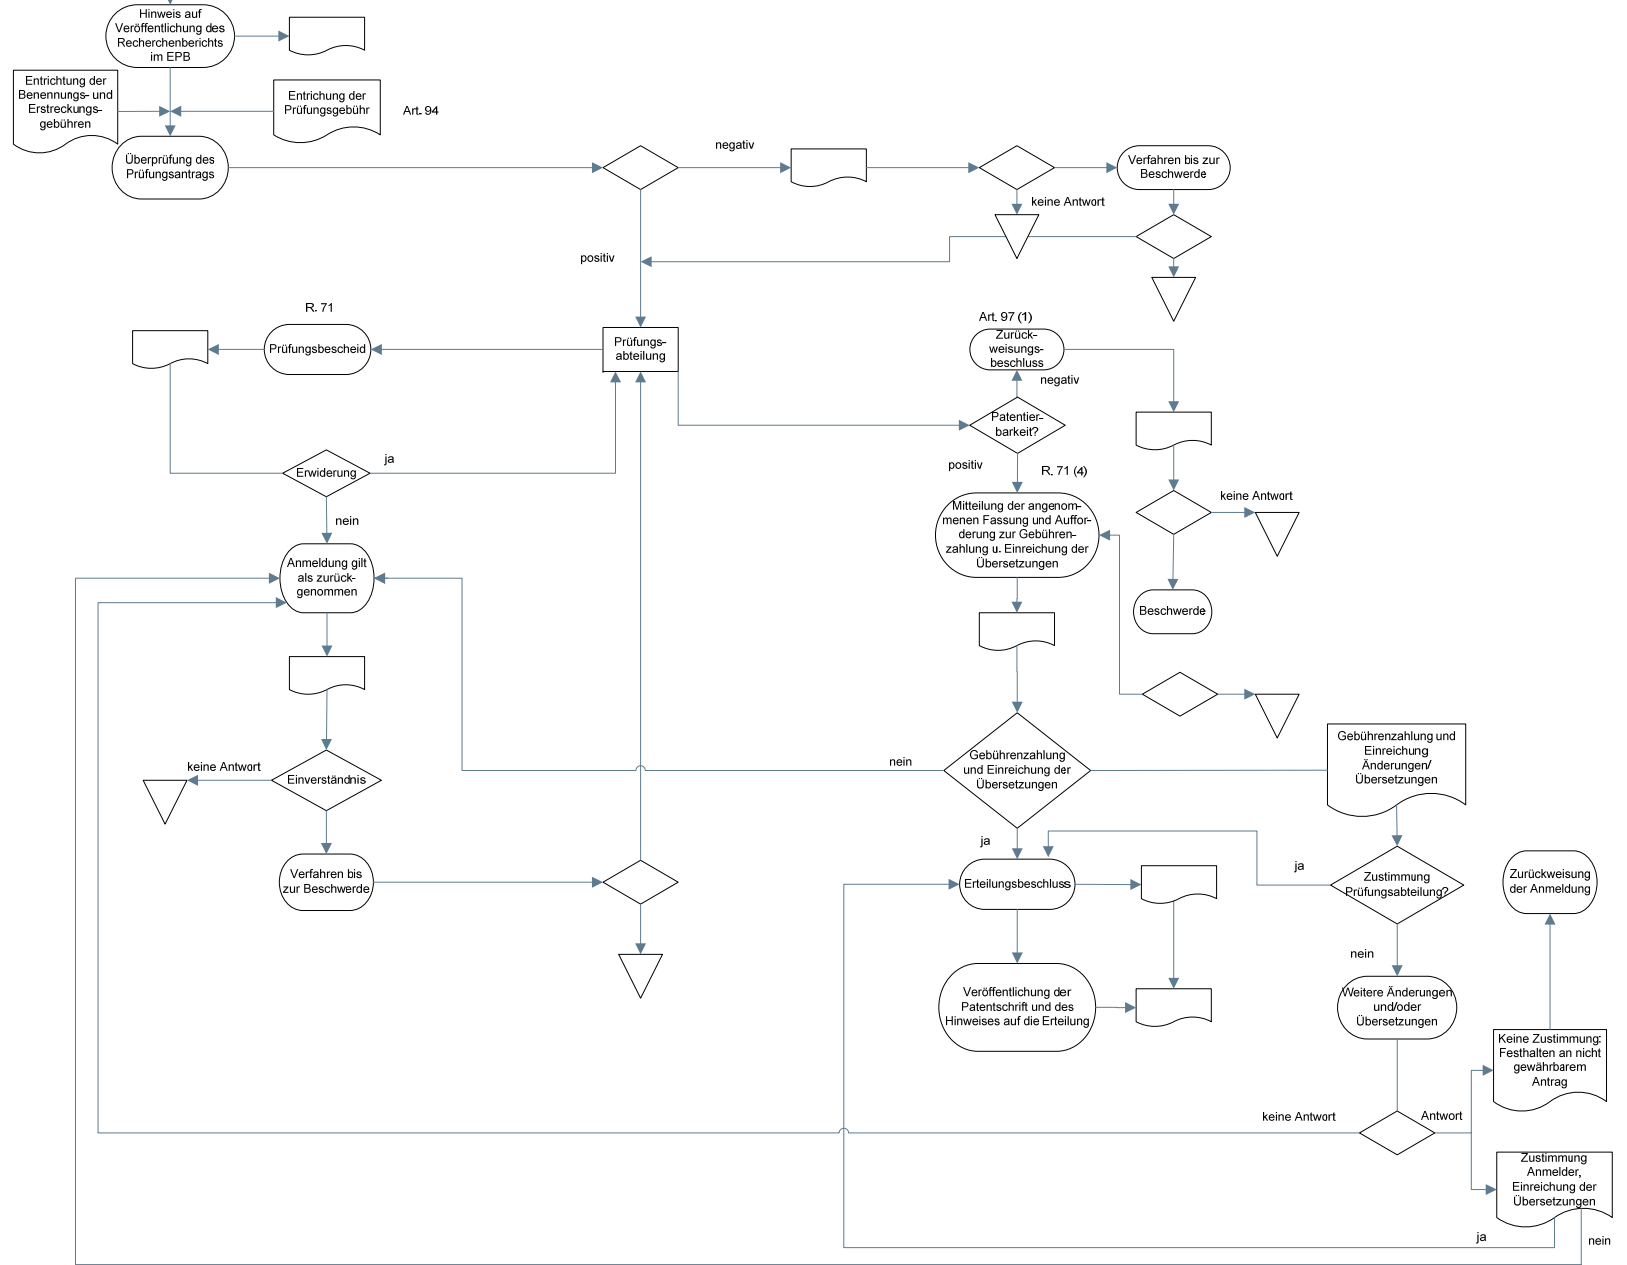 Hinweis auf
Veröffentlichung des
Recherchenberichts
im EPB
Entrichtung der
Benennungs- und
Erstreckungs-
gebühren
Entrichung der
Prüfungsgebühr
Art. 94
Überprüfung des
Prüfungsantrags
negativ
Verfahren bis zur
Beschwerde
keine Antwort
positiv
R. 71
Prüfungsbescheid
Prüfungs-
abteilung
Art. 97 (1)
Zurück-
weisungs-
beschluss
negativ
Patentier-
barkeit?
positiv
R. 71 (4)
Erwiderung
ja
nein
Mitteilung der angenom-
menen Fassung und Auffor-
derung zur Gebühren-
zahlung u. Einreichung der
Übersetzungen
keine Antwort
Beschwerde
Anmeldung gilt
als zurück-
genommen
keine Antwort
Einverständnis
nein
Gebührenzahlung
und Einreichung der
Übersetzungen
Gebührenzahlung und
Einreichung
Änderungen/
Übersetzungen
ja
ja
Verfahren bis
zur Beschwerde
Erteilungsbeschluss
Zustimmung
Prüfungsabteilung?
Zurückweisung
der Anmeldung
nein
Veröffentlichung der
Patentschrift und des
Hinweises auf die Erteilung
Weitere Änderungen
und/oder
Übersetzungen
Keine Zustimmung:
Festhalten an nicht
gewährbarem
Antrag
keine Antwort
Antwort
Zustimmung
Anmelder,
Einreichung der
Übersetzungen
ja
nein